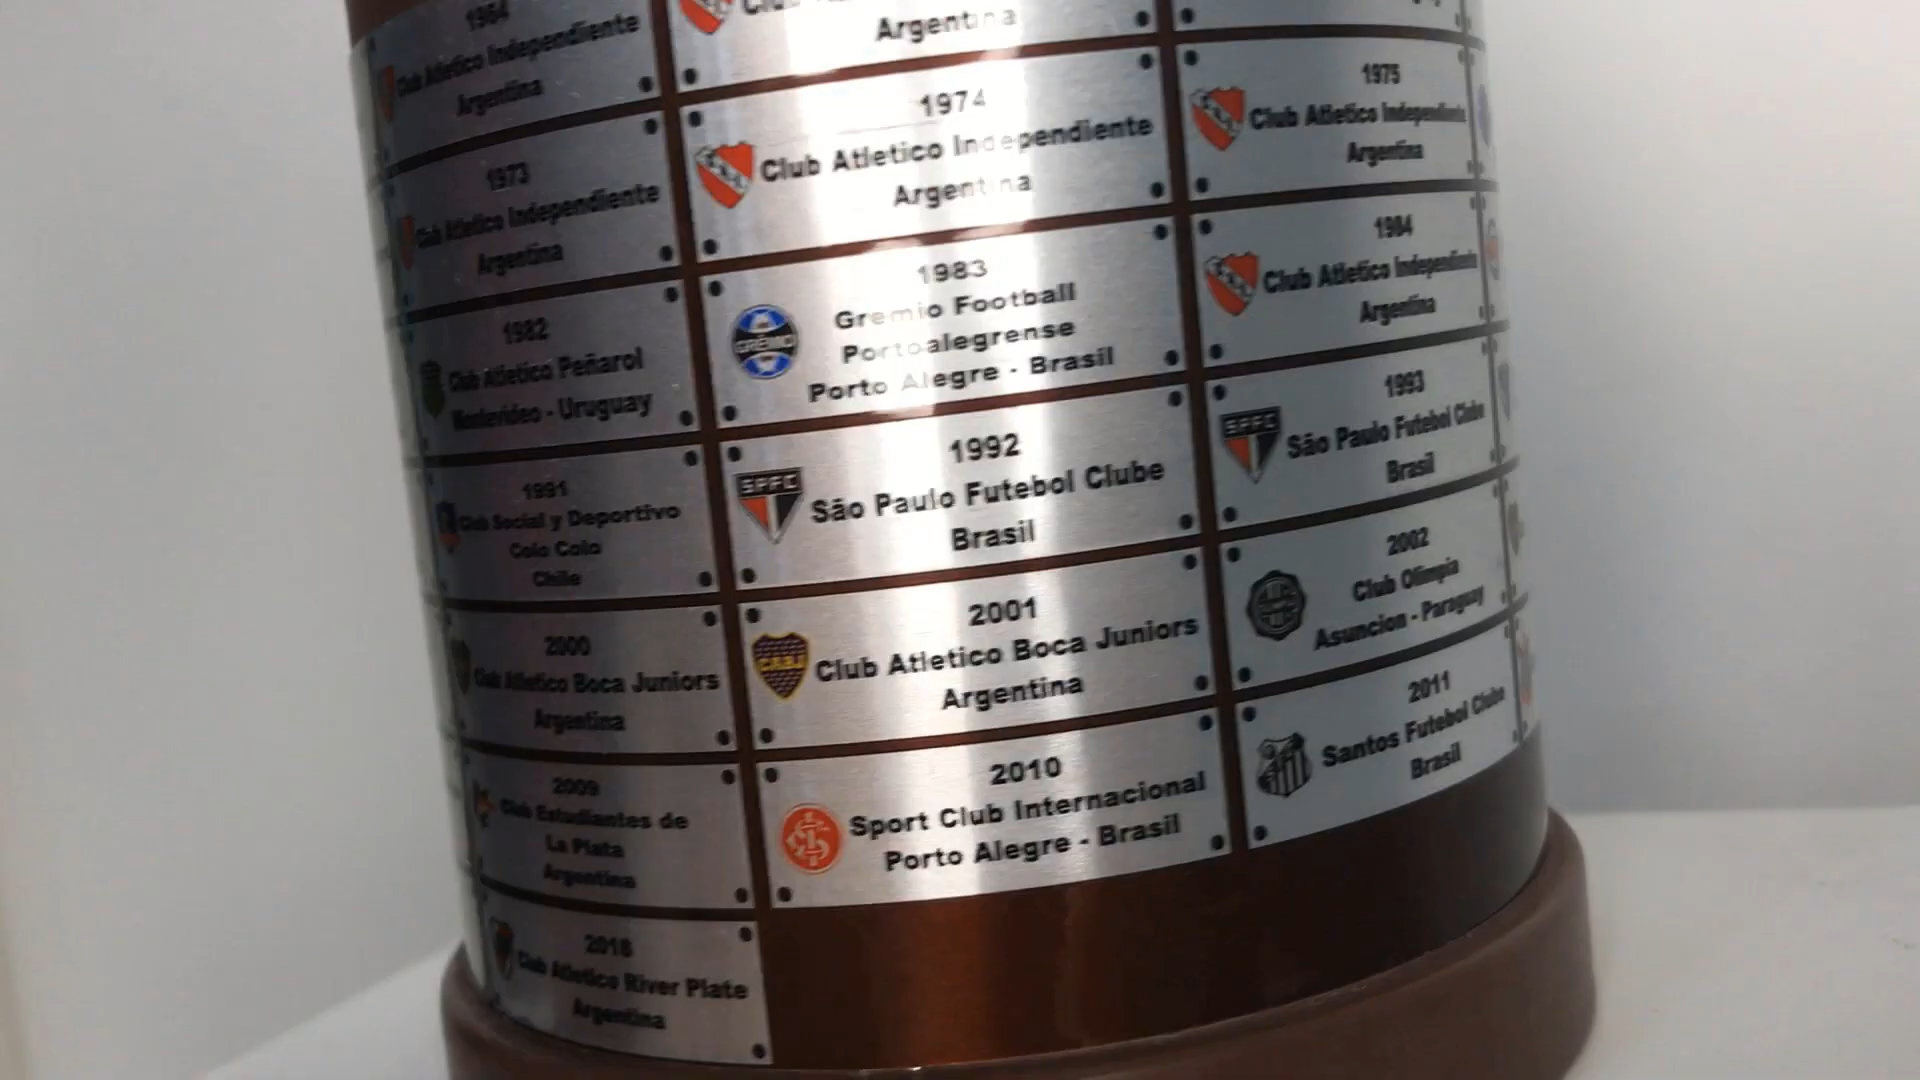 1964
Club Atletico Independiente
Argentina
Argentina
1973
Club Atletico Independiente
Argentina
1974
Club Atletico Independiente
Argentina
1975
Club Atletico Independiente
Argentina
1982
Club Atletico Peñarol
Montevideo - Uruguay
1983
Gremio Football
Portoalegrense
Porto Alegre - Brasil
GRÊMIO
1984
Club Atletico Independiente
Argentina
1991
Club Social y Deportivo
Colo Colo
Chile
1992
São Paulo Futebol Clube
Brasil
SPFC
1993
São Paulo Futebol Clube
Brasil
SPFC
2000
Club Atletico Boca Juniors
Argentina
2001
Club Atletico Boca Juniors
Argentina
CABJ
2002
Club Olimpia
Asuncion - Paraguay
2009
Club Estudiantes de
La Plata
Argentina
2010
Sport Club Internacional
Porto Alegre - Brasil
2011
Santos Futebol Clube
Brasil
2018
Club Atletico River Plate
Argentina